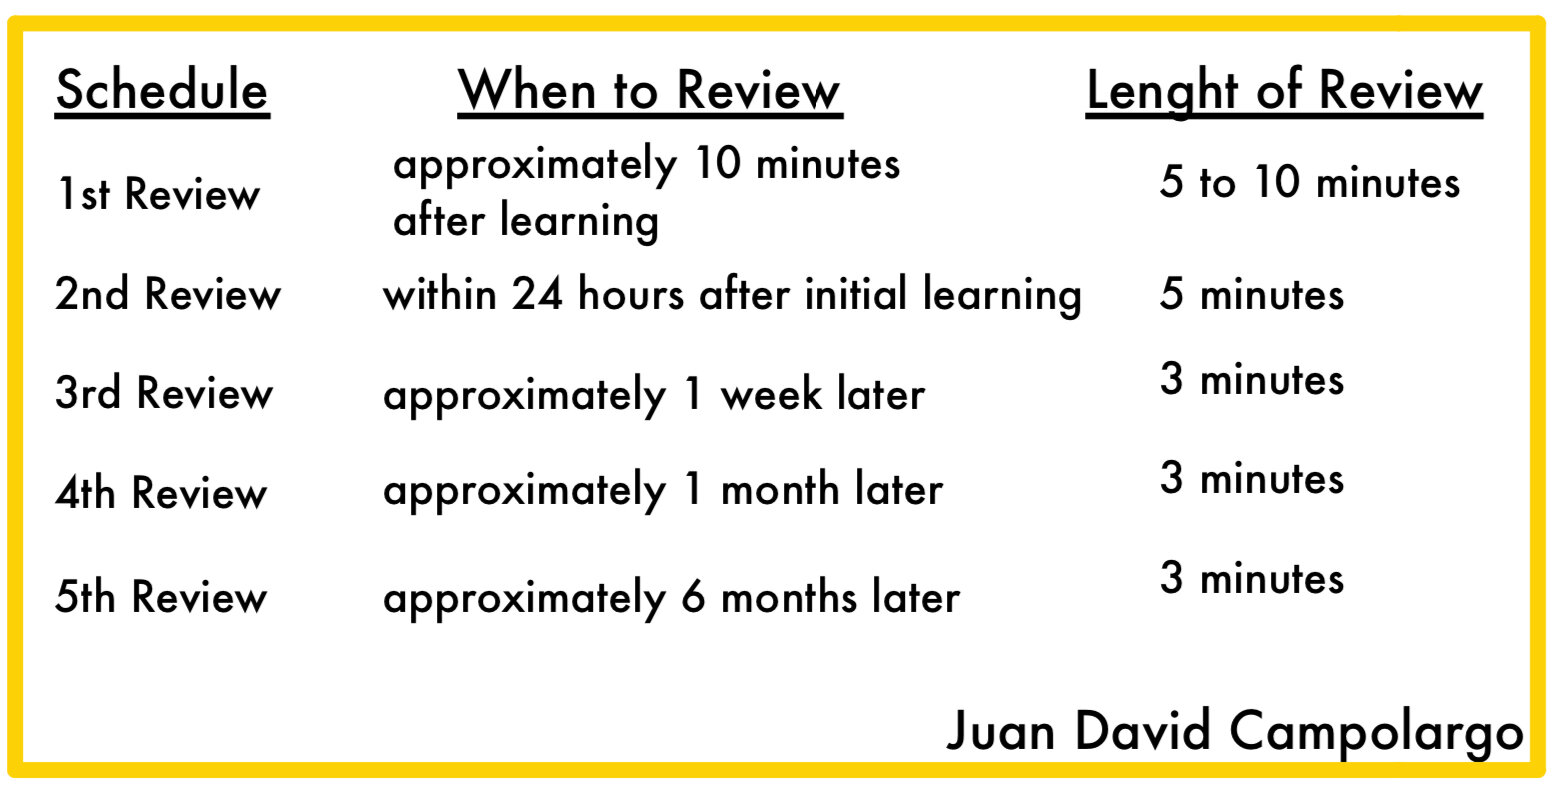 Schedule When to Review Lenght of Review
1st Review approximately 10 minutes 5 to 10 minutes
after learning
2nd Review within 24 hours after initial learning 5 minutes
3rd Review approximately 1 week later 3 minutes
4th Review approximately 1 month later 3 minutes
5th Review approximately 6 months later 3 minutes
Juan David Campolargo